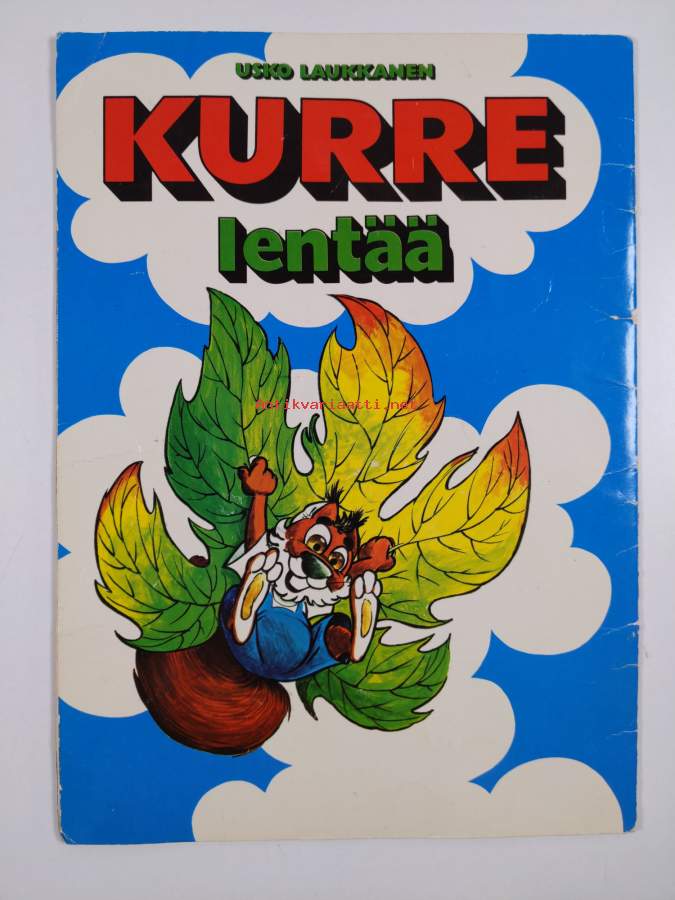 USKO LAUKKANEN
KURRE
lentää
Antikvariaatti.net